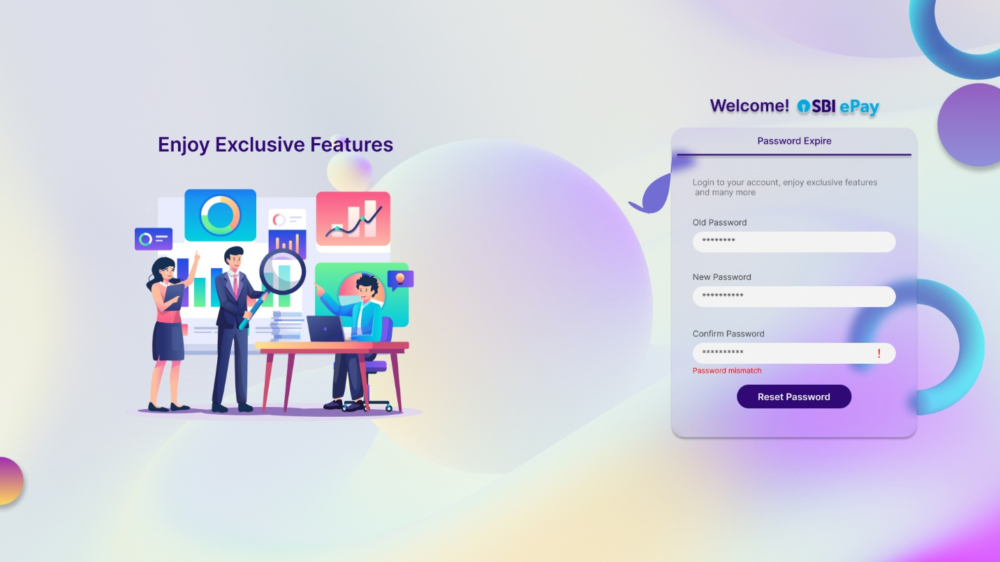 Welcome! SBI ePay
Enjoy Exclusive Features
Password Expire
Login to your account, enjoy exclusive features
and many more
Old Password
********
New Password
**********
Confirm Password
**********
!
Password mismatch
Reset Password